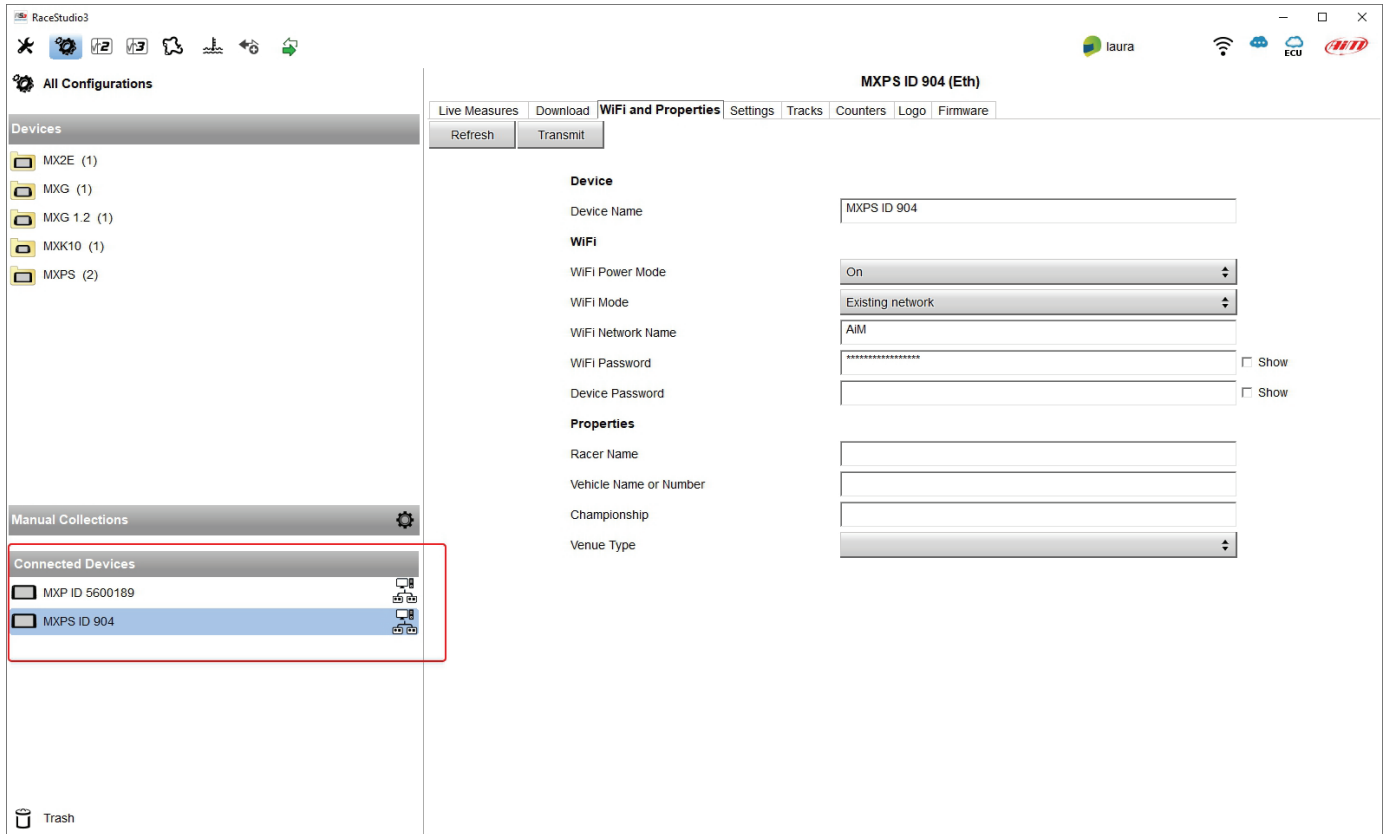 RaceStudio3
laura
ECU
AiM
All Configurations
Devices
MX2E (1)
MXG (1)
MXG 1.2 (1)
MXK10 (1)
MXPS (2)
Manual Collections
Connected Devices
MXP ID 5600189
MXPS ID 904
Trash
MXPS ID 904 (Eth)
Live Measures Download WiFi and Properties Settings Tracks Counters Logo Firmware
Refresh Transmit
Device
Device Name MXPS ID 904
WiFi
WiFi Power Mode On
WiFi Mode Existing network
WiFi Network Name AiM
WiFi Password ***************** Show
Device Password Show
Properties
Racer Name
Vehicle Name or Number
Championship
Venue Type